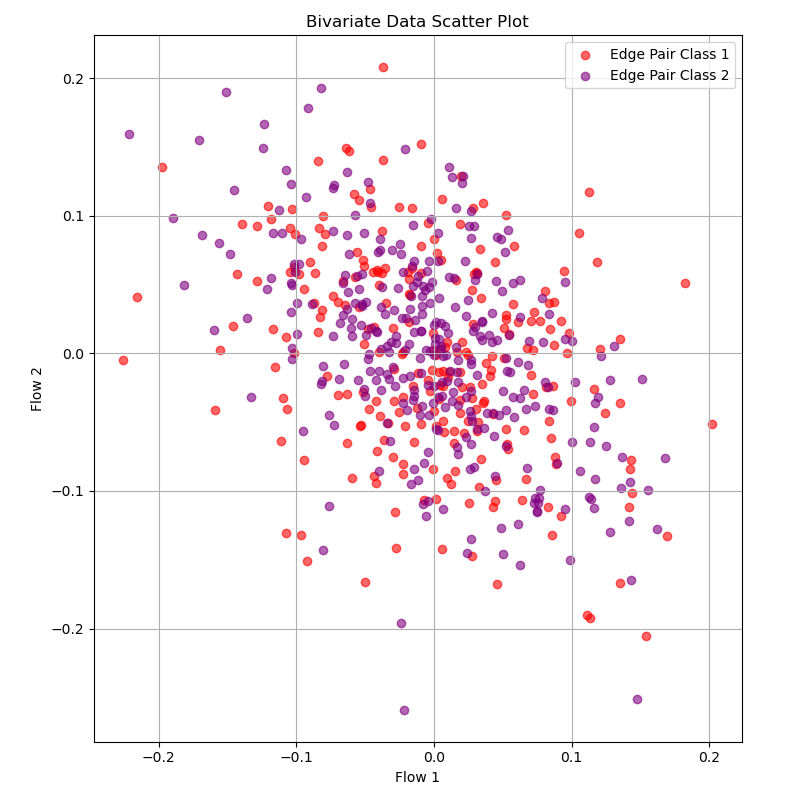 Bivariate Data Scatter Plot
Edge Pair Class 1
Edge Pair Class 2
0.2
0.1
0.0
−0.1
−0.2
Flow 2
−0.2
−0.1
0.0
0.1
0.2
Flow 1